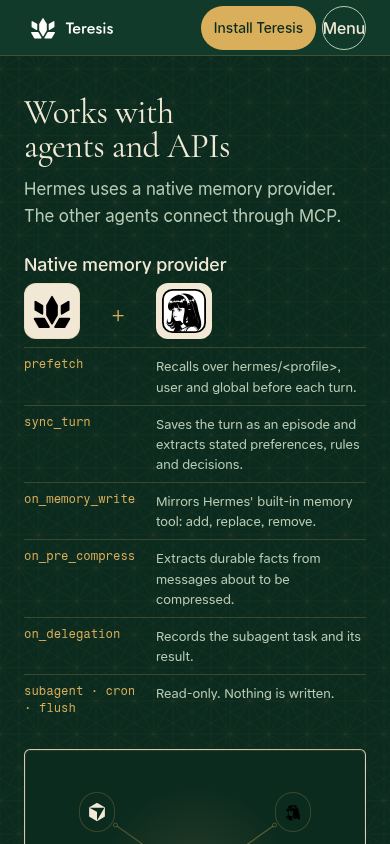 Teresis
Install Teresis
Menu
Works with
agents and APIs
Hermes uses a native memory provider.
The other agents connect through MCP.
Native memory provider
+
prefetch
Recalls over hermes/<profile>,
user and global before each turn.
sync_turn
Saves the turn as an episode and
extracts stated preferences, rules
and decisions.
on_memory_write
Mirrors Hermes' built-in memory
tool: add, replace, remove.
on_pre_compress
Extracts durable facts from
messages about to be
compressed.
on_delegation
Records the subagent task and its
result.
subagent · cron
· flush
Read-only. Nothing is written.